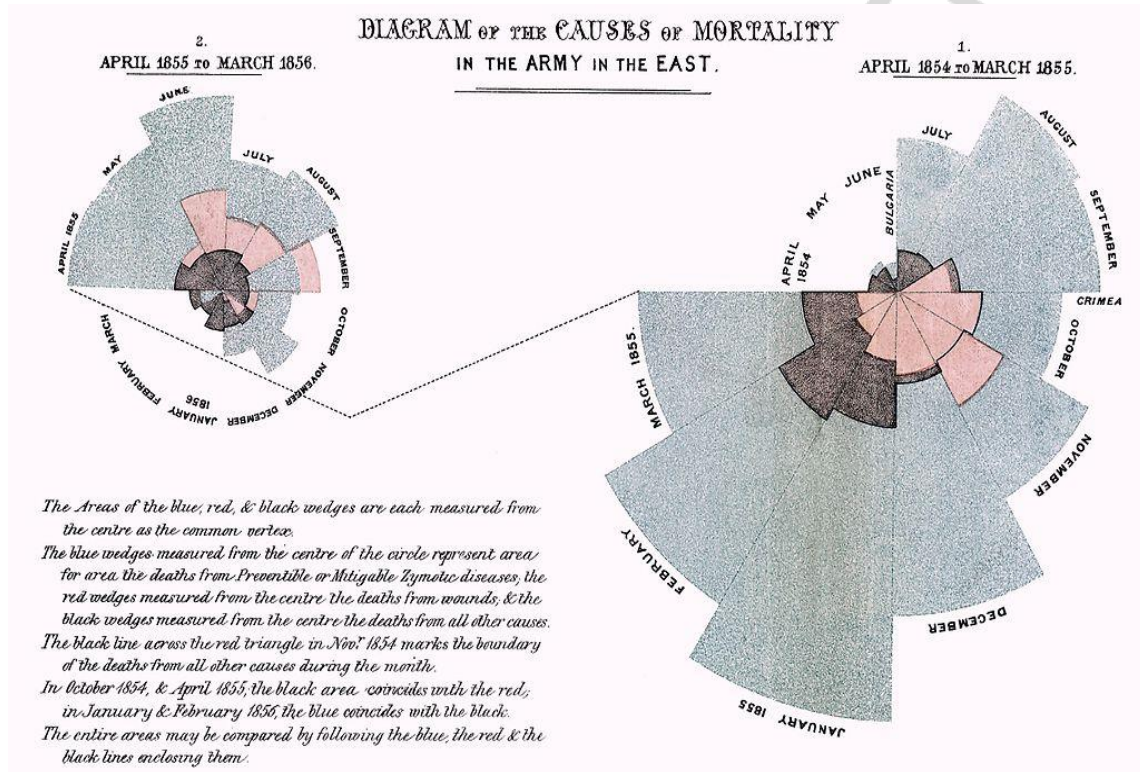 DIAGRAM OF THE CAUSES OF MORTALITY
IN THE ARMY IN THE EAST.
2.
APRIL 1855 TO MARCH 1856.
1.
APRIL 1854 TO MARCH 1855.
APRIL 1855
MAY
JUNE
JULY
AUGUST
SEPTEMBER
OCTOBER
NOVEMBER
DECEMBER
JANUARY
1856
FEBRUARY
MARCH
APRIL
1854
MAY
JUNE
BULGARIA
JULY
AUGUST
SEPTEMBER
CRIMEA
OCTOBER
NOVEMBER
DECEMBER
JANUARY 1855
FEBRUARY
MARCH 1855.
The Areas of the blue, red, & black wedges are each measured from
the centre as the common vertex.
The blue wedges measured from the centre of the circle represent area
for area the deaths from Preventible or Mitigable Zymotic diseases; the
red wedges measured from the centre the deaths from wounds; & the
black wedges measured from the centre the deaths from all other causes.
The black line across the red triangle in Novr. 1854 marks the boundary
of the deaths from all other causes during the month.
In October 1854, & April 1855; the black area coincides with the red;
in January & February 1856, the blue coincides with the black.
The entire areas may be compared by following the blue, the red & the
black lines enclosing them.